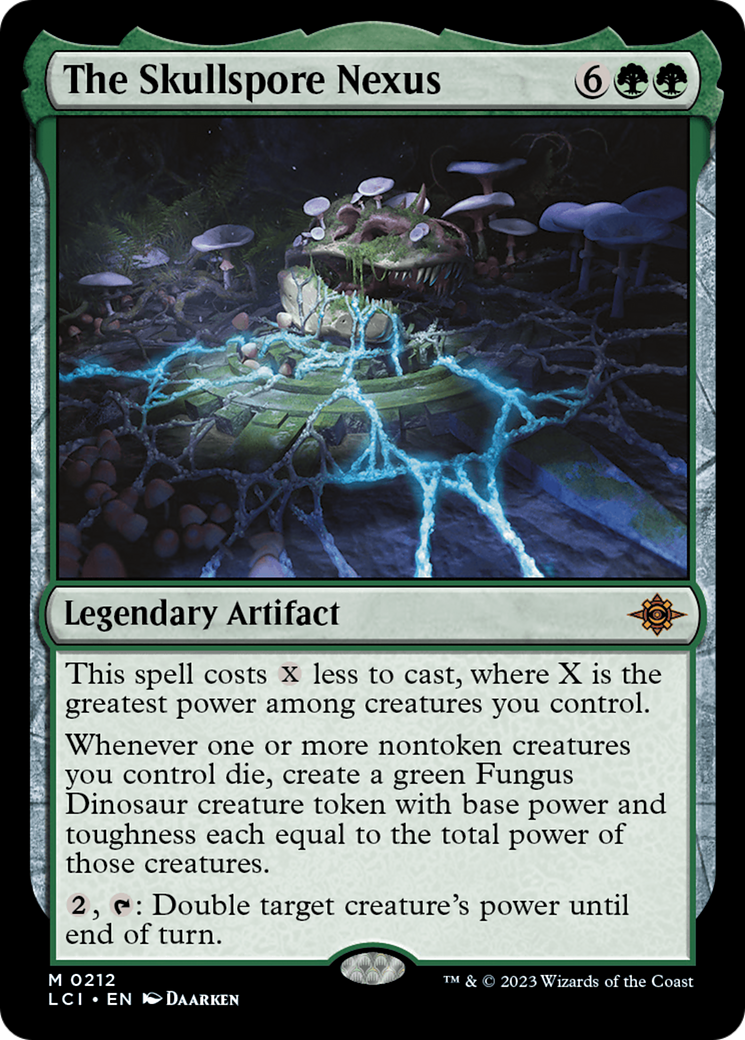 The Skullspore Nexus 6
Legendary Artifact
This spell costs X less to cast, where X is the
greatest power among creatures you control.
Whenever one or more nontoken creatures
you control die, create a green Fungus
Dinosaur creature token with base power and
toughness each equal to the total power of
those creatures.
2, : Double target creature's power until
end of turn.
M 0212
LCI • EN DAARKEN
™ & © 2023 Wizards of the Coast